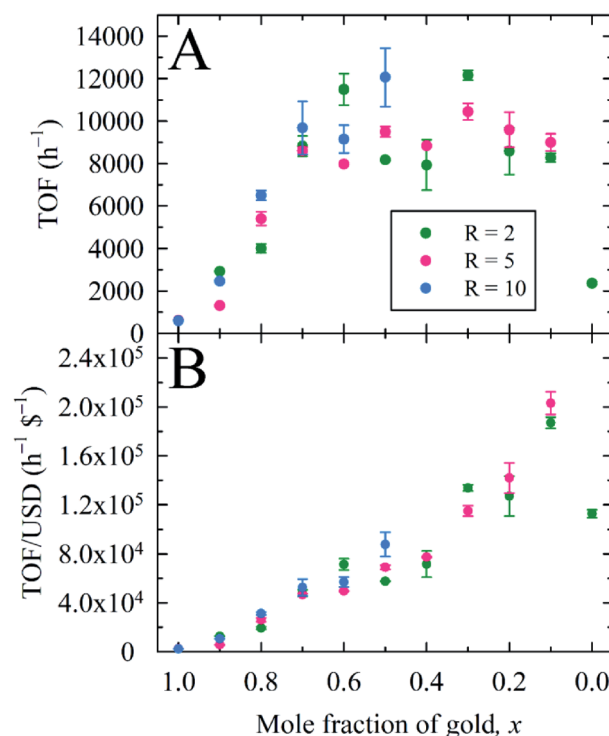 A
TOF (h⁻¹)
14000
12000
10000
8000
6000
4000
2000
0
R = 2
R = 5
R = 10
B
TOF/USD (h⁻¹ $⁻¹)
2.4x10⁵
2.0x10⁵
1.6x10⁵
1.2x10⁵
8.0x10⁴
4.0x10⁴
0
1.0 0.8 0.6 0.4 0.2 0.0
Mole fraction of gold, x